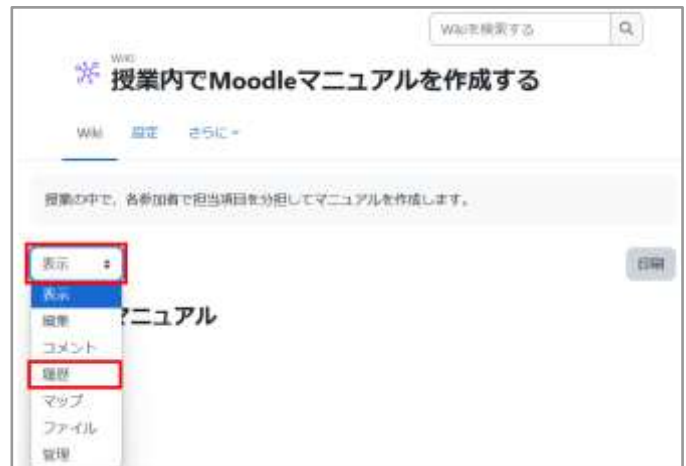 Wikiを検索する
WIKI
授業内でMoodleマニュアルを作成する
Wiki 設定 さらに
授業の中で、各参加者で担当項目を分担してマニュアルを作成します。
表示 印刷
表示
編集
マニュアル
コメント
履歴
マップ
ファイル
管理